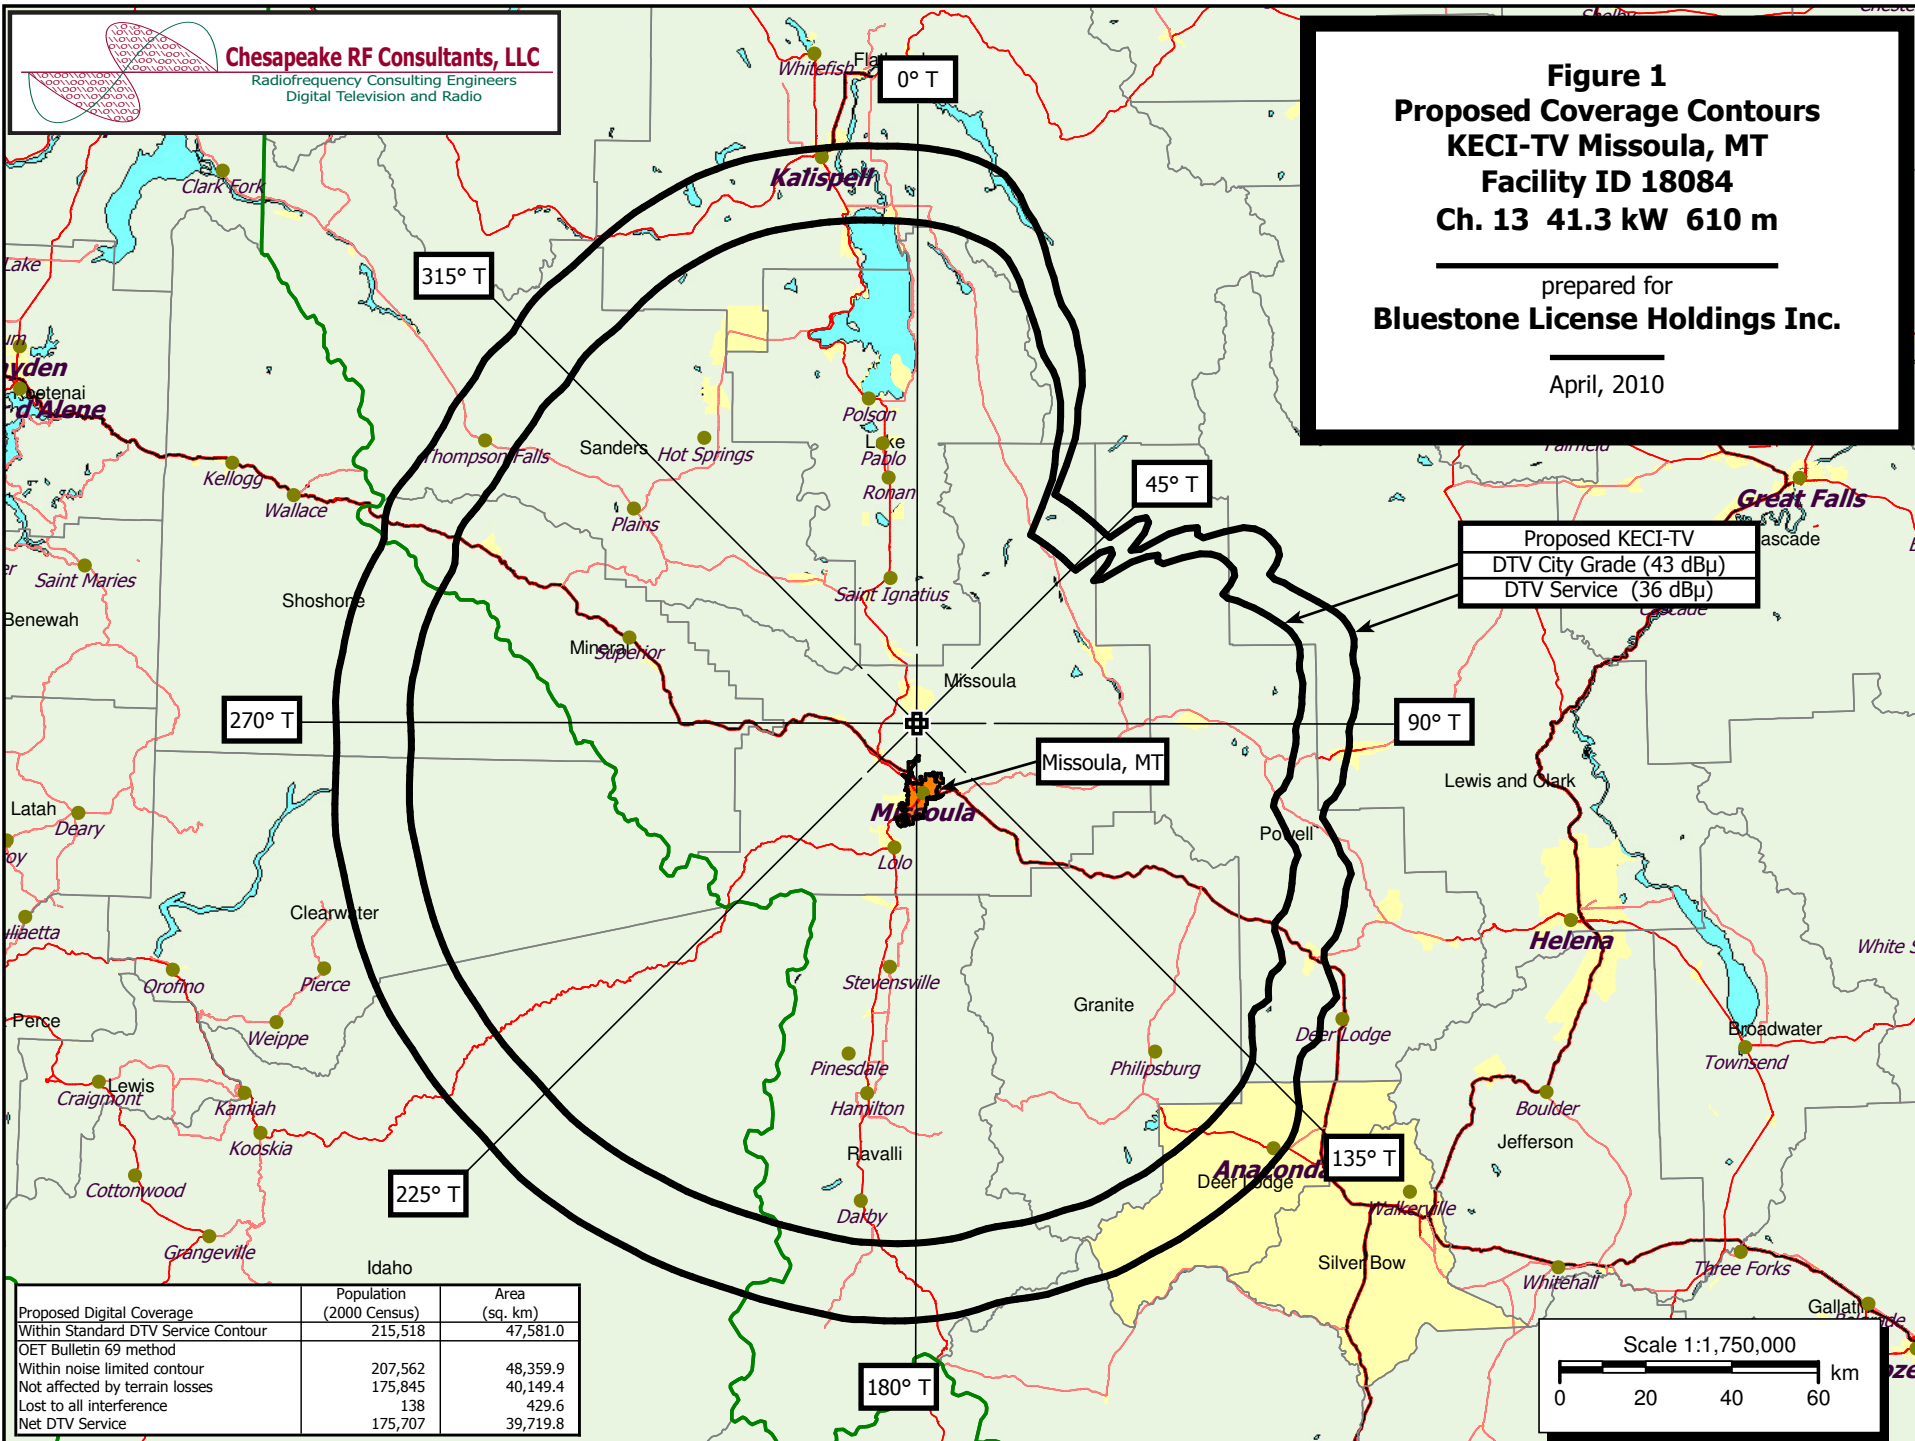 Chesapeake RF Consultants, LLC
Radiofrequency Consulting Engineers
Digital Television and Radio
Figure 1
Proposed Coverage Contours
KECI-TV Missoula, MT
Facility ID 18084
Ch. 13 41.3 kW 610 m
prepared for
Bluestone License Holdings Inc.
April, 2010
Whitefish
0° T
Kalispell
Clark Fork
Lake
315° T
Kootenai
Polson
Lake
Pablo
Ronan
Sanders
Hot Springs
Thompson Falls
Plains
Kellogg
Wallace
45° T
Great Falls
Proposed KECI-TV
DTV City Grade (43 dBµ)
DTV Service (36 dBµ)
Cascade
Saint Maries
Benewah
Shoshone
Saint Ignatius
Mineral
Superior
Missoula
270° T
90° T
Missoula, MT
Missoula
Lolo
Lewis and Clark
Powell
Latah
Deary
Clearwater
Orofino
Pierce
Weippe
Stevensville
Granite
Helena
Deer Lodge
Broadwater
Townsend
Pinesdale
Hamilton
Philipsburg
Boulder
Jefferson
Lewis
Craigmont
Kamiah
Kooskia
Ravalli
Anaconda
Deer Lodge
135° T
Walkerville
Cottonwood
225° T
Darby
Grangeville
Idaho
Silver Bow
Whitehall
Three Forks
Gallatin
180° T
Proposed Digital Coverage Population (2000 Census) Area (sq. km)
Within Standard DTV Service Contour 215,518 47,581.0
OET Bulletin 69 method
Within noise limited contour 207,562 48,359.9
Not affected by terrain losses 175,845 40,149.4
Lost to all interference 138 429.6
Net DTV Service 175,707 39,719.8
Scale 1:1,750,000
0 20 40 60 km